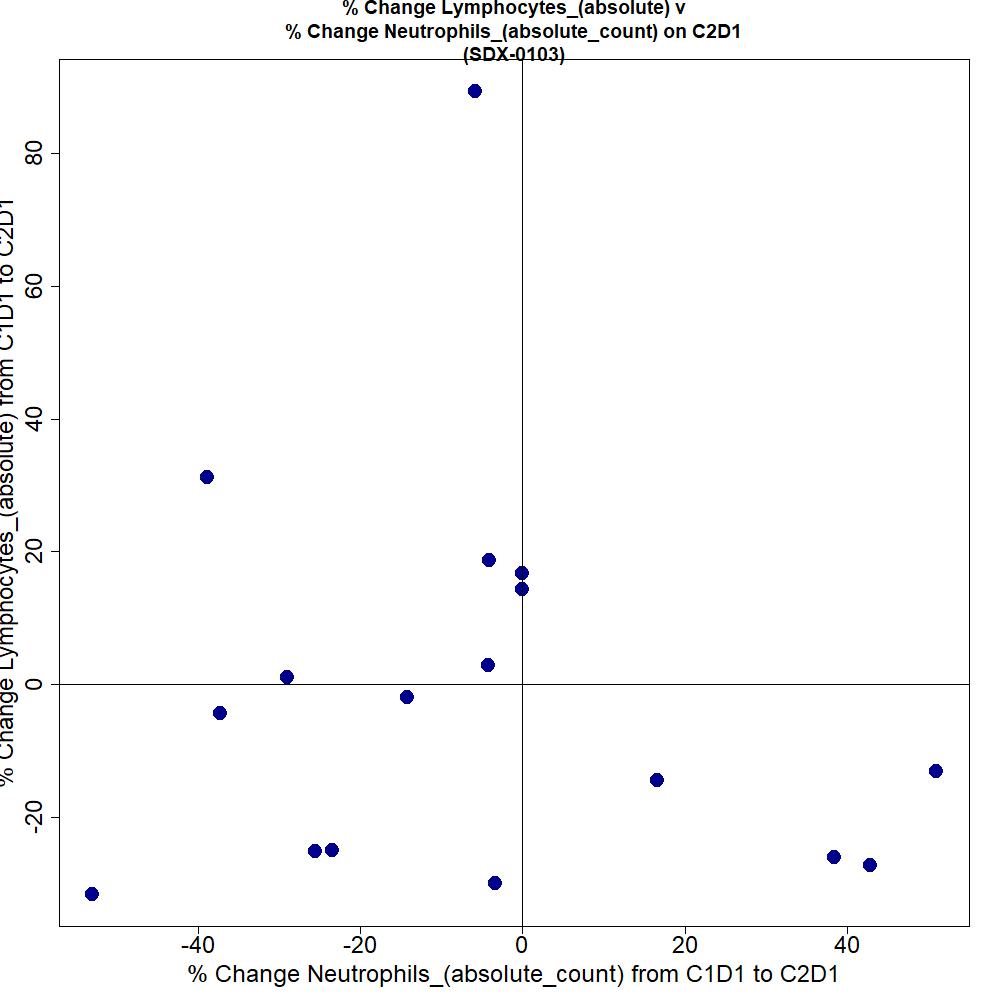 % Change Lymphocytes_(absolute) v
% Change Neutrophils_(absolute_count) on C2D1
(SDX-0103)
% Change Lymphocytes_(absolute) from C1D1 to C2D1
80
60
40
20
0
-20
-40
-20
0
20
40
% Change Neutrophils_(absolute_count) from C1D1 to C2D1